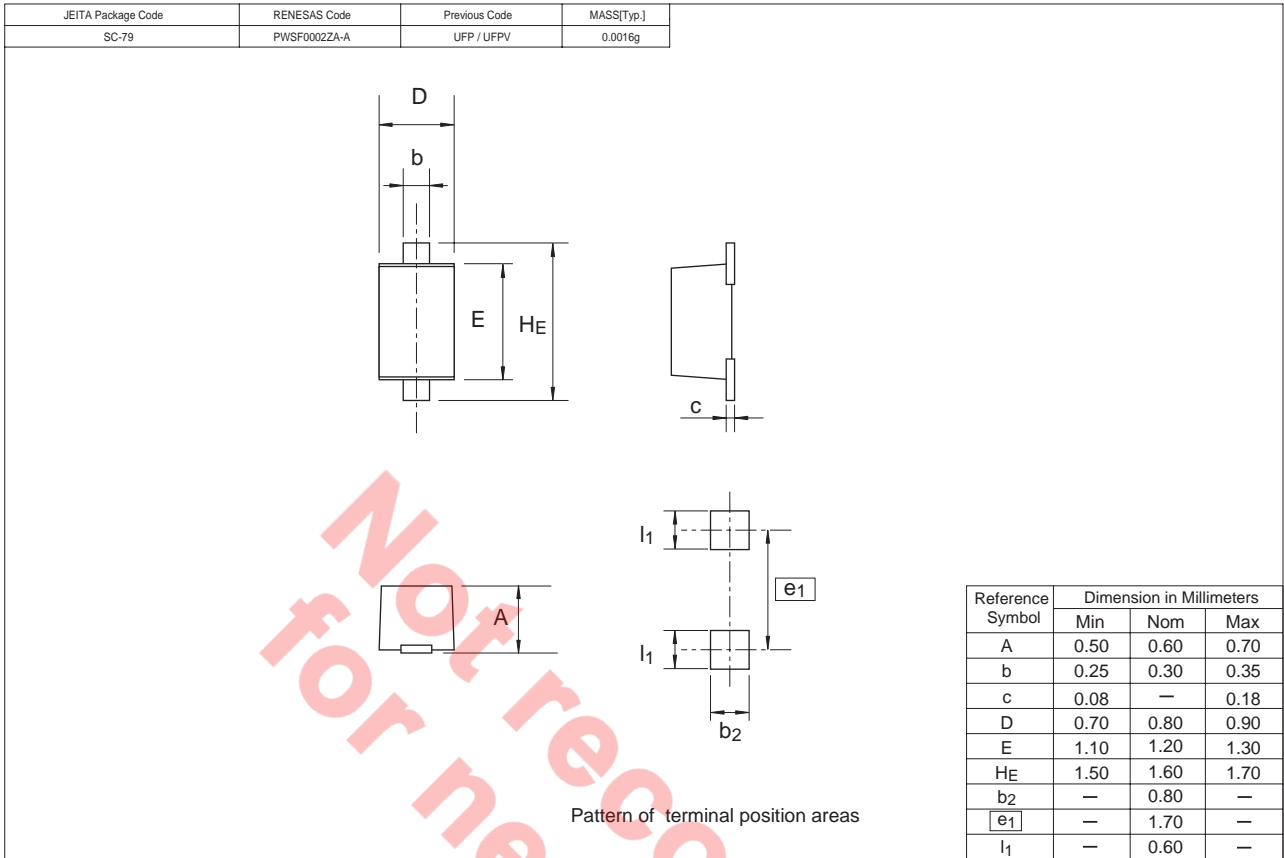 JEITA Package Code RENESAS Code Previous Code MASS[Typ.]
SC-79 PWSF0002ZA-A UFP / UFPV 0.0016g
D
b
E
HE
c
l1
e1
A
l1
b2
Pattern of terminal position areas
Not reco
for ne
Reference Symbol Dimension in Millimeters
Min Nom Max
A 0.50 0.60 0.70
b 0.25 0.30 0.35
c 0.08 — 0.18
D 0.70 0.80 0.90
E 1.10 1.20 1.30
HE 1.50 1.60 1.70
b2 — 0.80 —
e1 — 1.70 —
l1 — 0.60 —